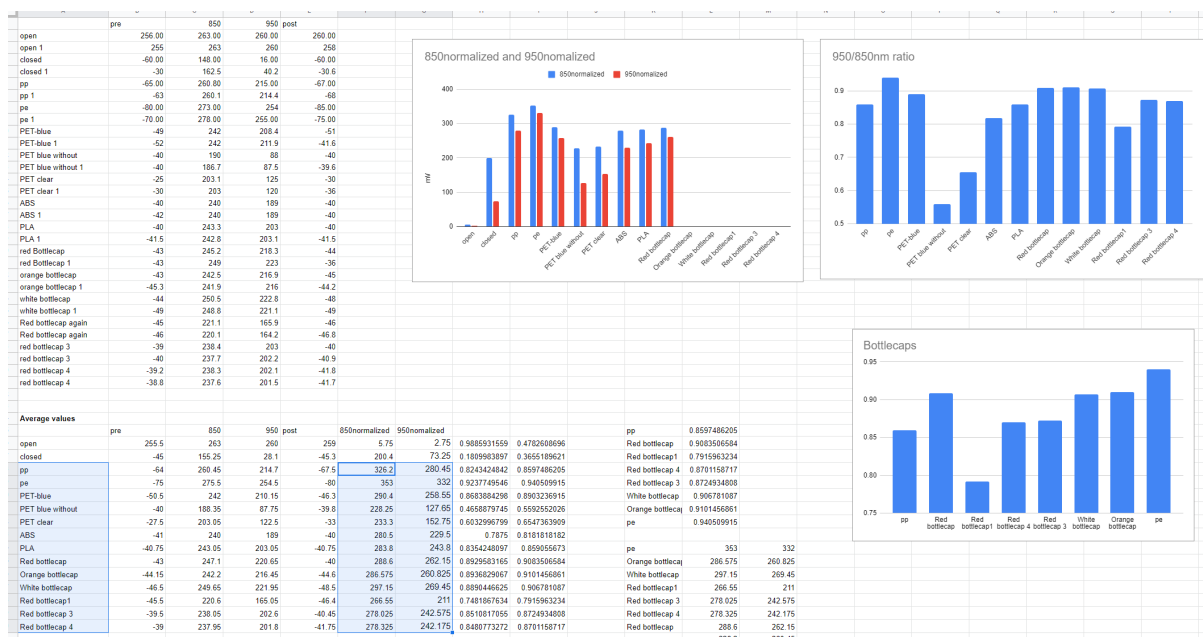 pre 850 950 post
open 256.00 263.00 260.00 260.00
open 1 255 263 260 258
closed -60.00 148.00 16.00 -60.00
closed 1 -30 162.5 40.2 -30.6
pp -65.00 260.80 215.00 -67.00
pp 1 -63 260.1 214.4 -68
pe -80.00 273.00 254 -85.00
pe 1 -70.00 278.00 255.00 -75.00
PET-blue -49 242 208.4 -51
PET-blue 1 -52 242 211.9 -41.6
PET blue without -40 190 88 -40
PET blue without 1 -40 186.7 87.5 -39.6
PET clear -25 203.1 125 -30
PET clear 1 -30 203 120 -36
ABS -40 240 189 -40
ABS 1 -42 240 189 -40
PLA -40 243.3 203 -40
PLA 1 -41.5 242.8 203.1 -41.5
red Bottlecap -43 245.2 218.3 -44
red Bottlecap 1 -43 249 223 -36
orange bottlecap -43 242.5 216.9 -45
orange bottlecap 1 -45.3 241.9 216 -44.2
white bottlecap -44 250.5 222.8 -48
white bottlecap 1 -49 248.8 221.1 -49
Red bottlecap again -45 221.1 165.9 -46
Red bottlecap again -46 220.1 164.2 -46.8
red bottlecap 3 -39 238.4 203 -40
red bottlecap 3 -40 237.7 202.2 -40.9
red bottlecap 4 -39.2 238.3 202.1 -41.8
red bottlecap 4 -38.8 237.6 201.5 -41.7
850normalized and 950nomalized
850normalized 950nomalized
400
300
200
100
0
mV
open closed pp pe PET-blue PET blue without PET clear ABS PLA Red bottlecap Orange bottlecap White bottlecap Red bottlecap1 Red bottlecap 3 Red bottlecap 4
950/850nm ratio
0.9
0.8
0.7
0.6
0.5
pp pe PET-blue PET blue without PET clear ABS PLA Red bottlecap Orange bottlecap White bottlecap Red bottlecap1 Red bottlecap 3 Red bottlecap 4
Bottlecaps
0.95
0.90
0.85
0.80
0.75
pp Red bottlecap Red bottlecap1 Red bottlecap 4 Red bottlecap 3 White bottlecap Orange bottlecap pe
Average values
pre 850 950 post 850normalized 950nomalized pp 0.8597486205
open 255.5 263 260 259 5.75 2.75 0.9885931559 0.4782608696 Red bottlecap 0.9083506584
closed -45 155.25 28.1 -45.3 200.4 73.25 0.1809983897 0.3655189621 Red bottlecap1 0.7915963234
pp -64 260.45 214.7 -67.5 326.2 280.45 0.8243424842 0.8597486205 Red bottlecap 4 0.8701158717
pe -75 275.5 254.5 -80 353 332 0.9237749546 0.940509915 Red bottlecap 3 0.8724934808
PET-blue -50.5 242 210.15 -46.3 290.4 258.55 0.8683884298 0.8903236915 White bottlecap 0.906781087
PET blue without -40 188.35 87.75 -39.8 228.25 127.65 0.4658879745 0.5592552026 Orange bottlecap 0.9101456861
PET clear -27.5 203.05 122.5 -33 233.3 152.75 0.6032996799 0.6547363909 pe 0.940509915
ABS -41 240 189 -40 280.5 229.5 0.7875 0.8181818182
PLA -40.75 243.05 203.05 -40.75 283.8 243.8 0.8354248097 0.859055673 pe 353 332
Red bottlecap -43 247.1 220.65 -40 288.6 262.15 0.8929583165 0.9083506584 Orange bottlecap 286.575 260.825
Orange bottlecap -44.15 242.2 216.45 -44.6 286.575 260.825 0.8936829067 0.9101456861 White bottlecap 297.15 269.45
White bottlecap -46.5 249.65 221.95 -48.5 297.15 269.45 0.8890446625 0.906781087 Red bottlecap1 266.55 211
Red bottlecap1 -45.5 220.6 165.05 -46.4 266.55 211 0.7481867634 0.7915963234 Red bottlecap 3 278.025 242.575
Red bottlecap 3 -39.5 238.05 202.6 -40.45 278.025 242.575 0.8510817055 0.8724934808 Red bottlecap 4 278.325 242.175
Red bottlecap 4 -39 237.95 201.8 -41.75 278.325 242.175 0.8480773272 0.8701158717 Red bottlecap 288.6 262.15